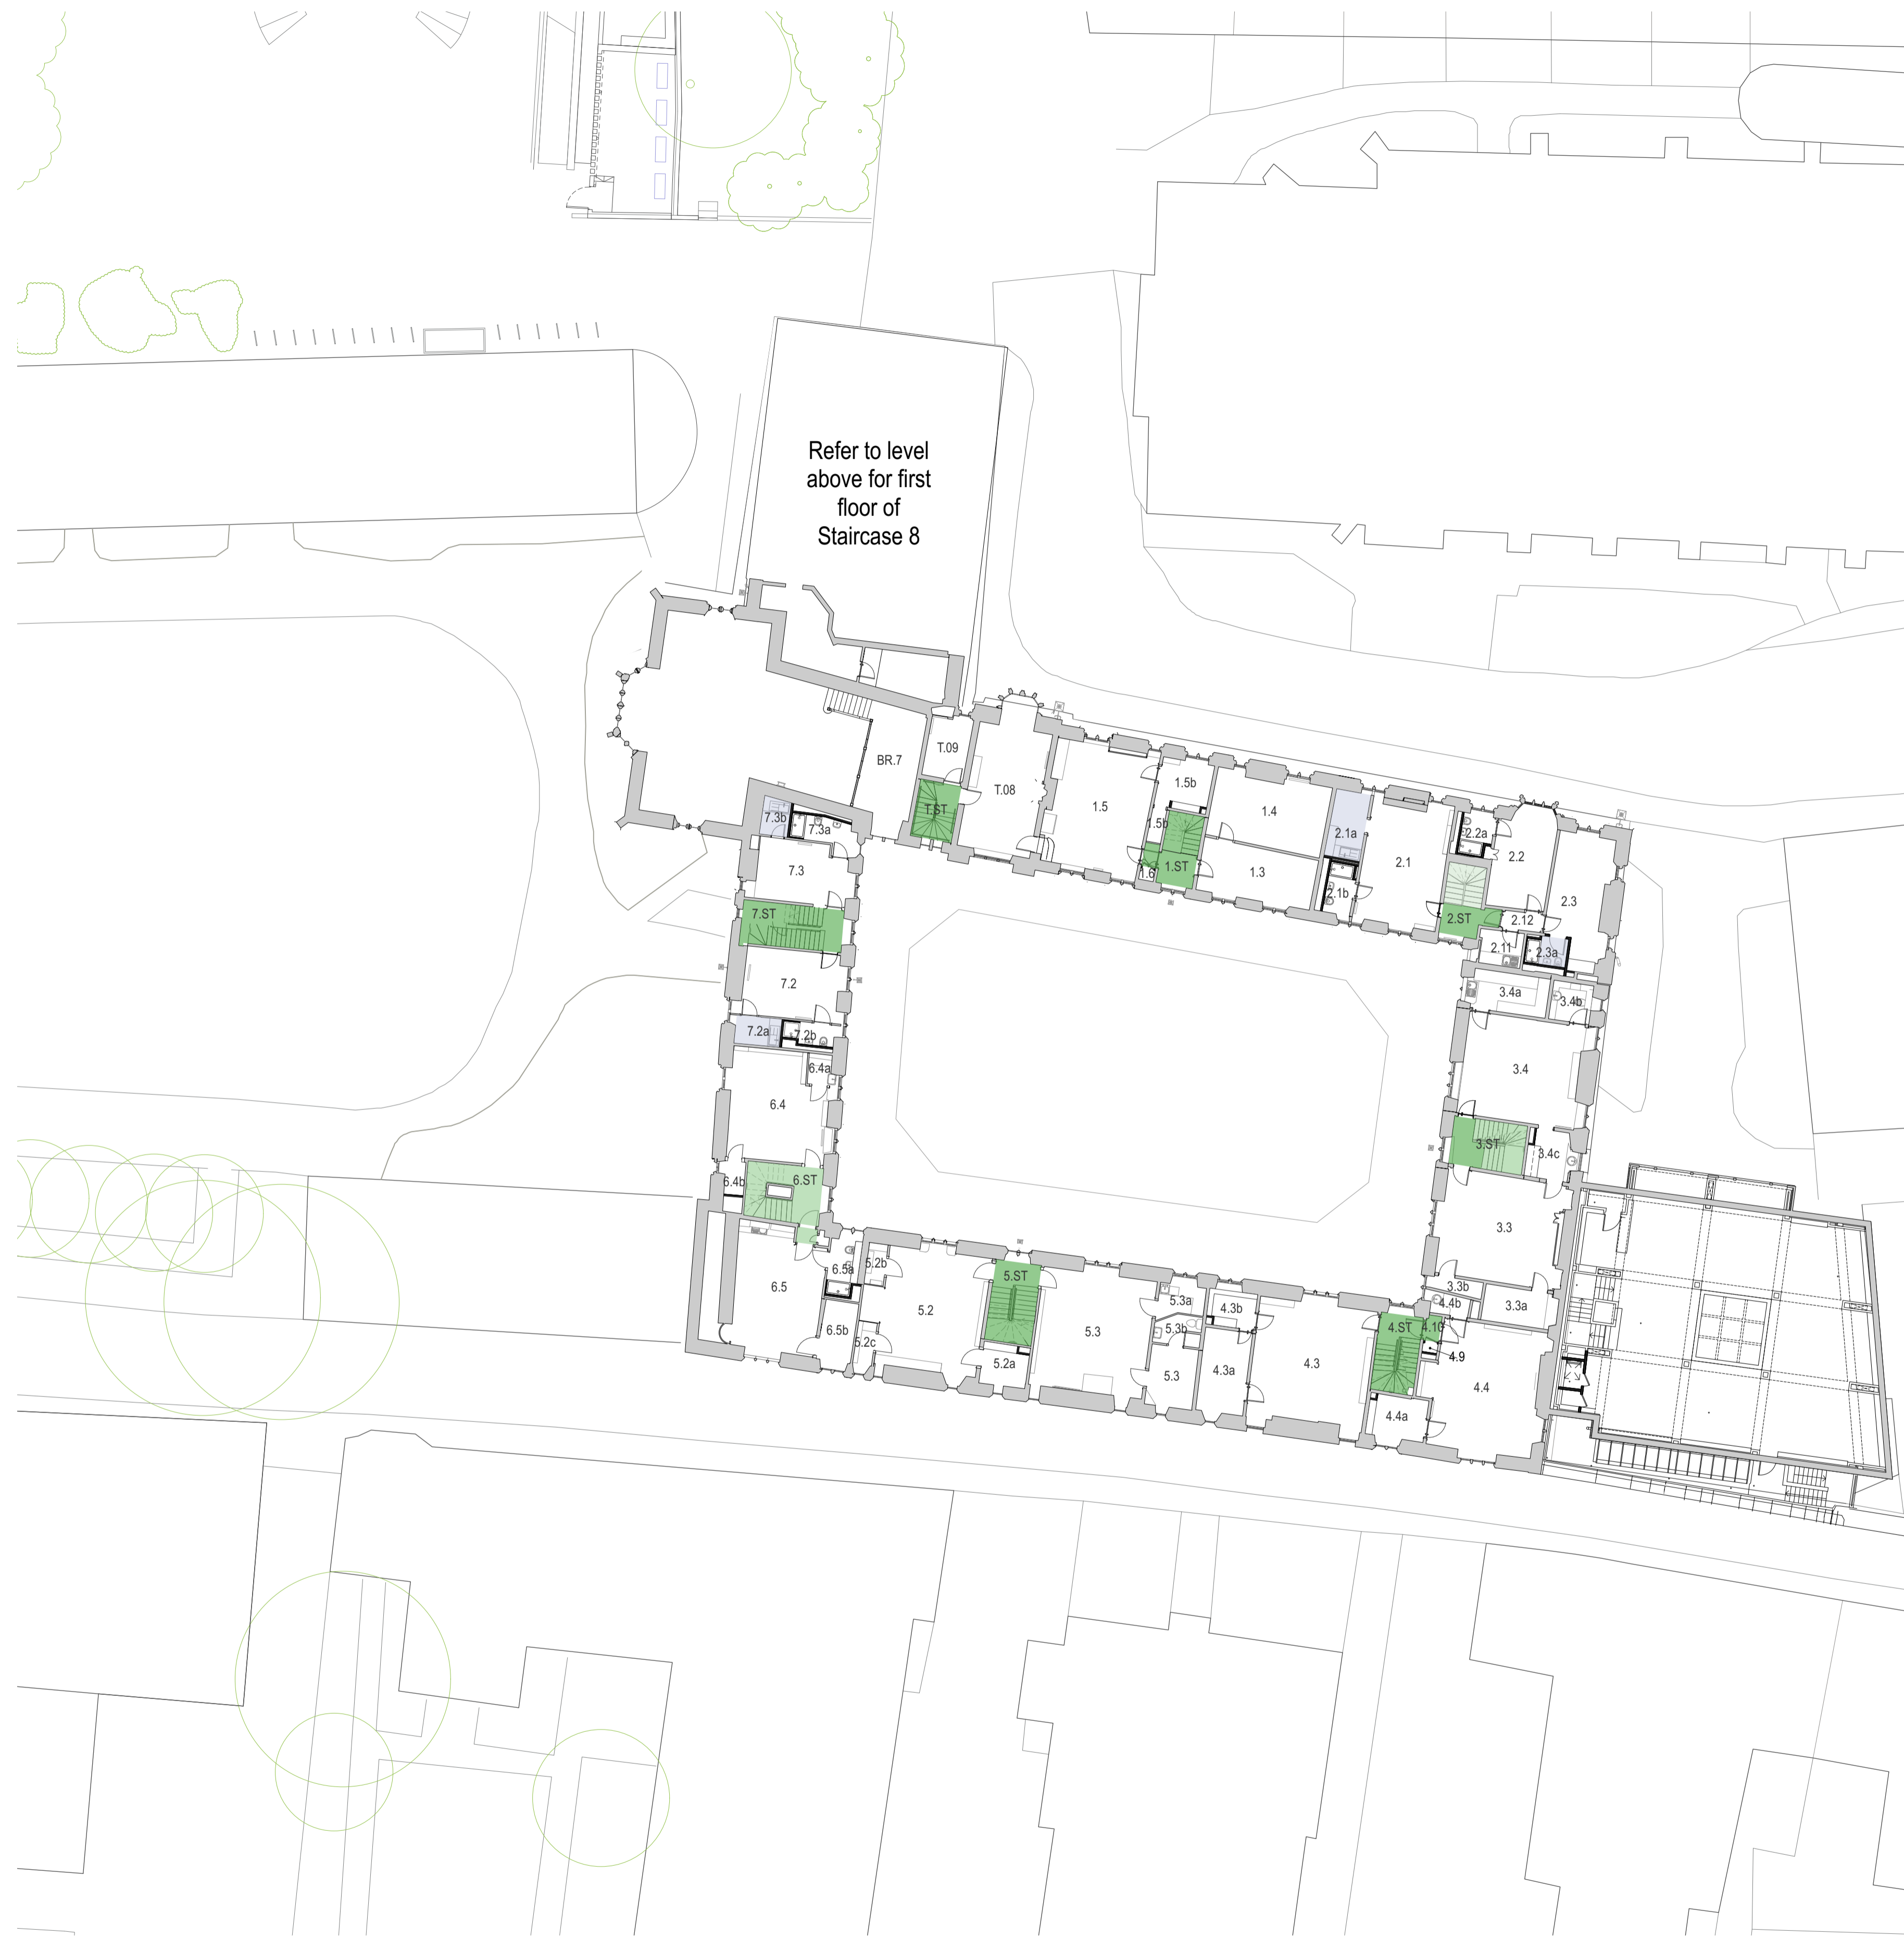 Refer to level
above for first
floor of
Staircase 8
T.09
BR.7
T.08
T.ST
1.5
1.5b
1.4
1.5b
1.ST
1.6
1.3
2.1a
2.1
2.1b
2.2a
2.2
2.3
2.ST
2.12
2.11
2.3a
7.3b
7.3a
7.3
7.ST
7.2
7.2a
7.2b
3.4a
3.4b
3.4
3.ST
3.4c
3.3
3.3b
3.3a
6.4a
6.4
6.4b
6.ST
6.5a
6.5
6.5b
5.2b
5.2
5.2c
5.ST
5.2a
5.3a
5.3
5.3b
5.3
4.3b
4.3a
4.3
4.ST
4.10
4.4b
4.9
4.4
4.4a